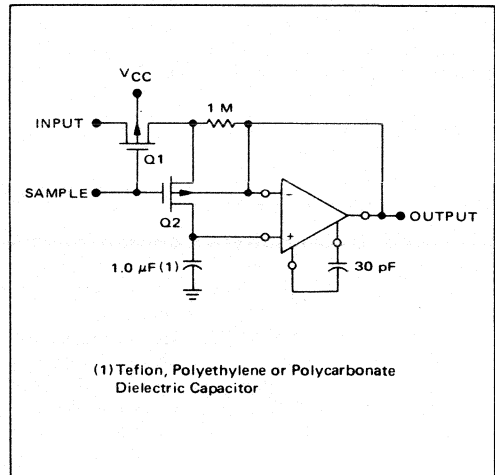 VCC
1 M
INPUT
Q1
SAMPLE
Q2
−
+
OUTPUT
1.0 µF (1)
30 pF
(1) Teflon, Polyethylene or Polycarbonate
Dielectric Capacitor